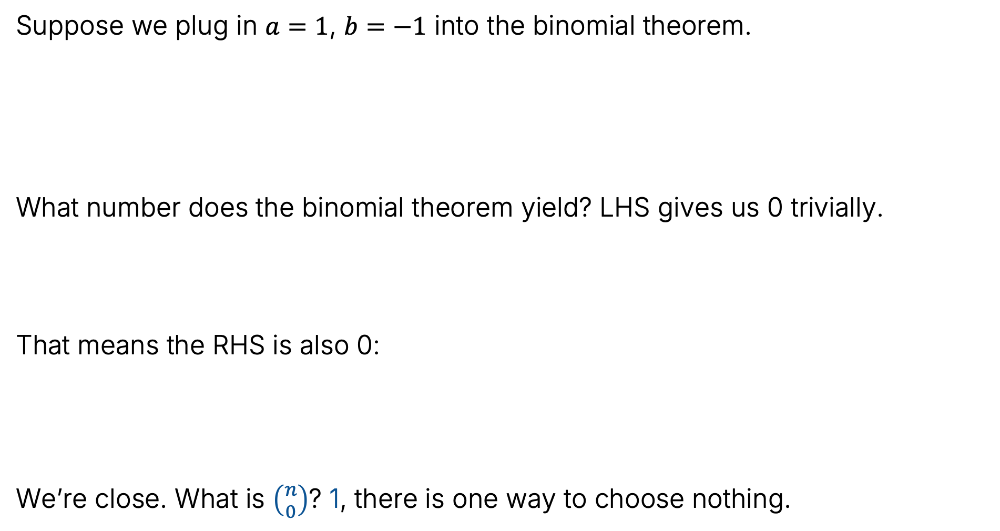 Suppose we plug in a = 1, b = −1 into the binomial theorem.
What number does the binomial theorem yield? LHS gives us 0 trivially.
That means the RHS is also 0:
We’re close. What is $\binom{n}{0}$? 1, there is one way to choose nothing.